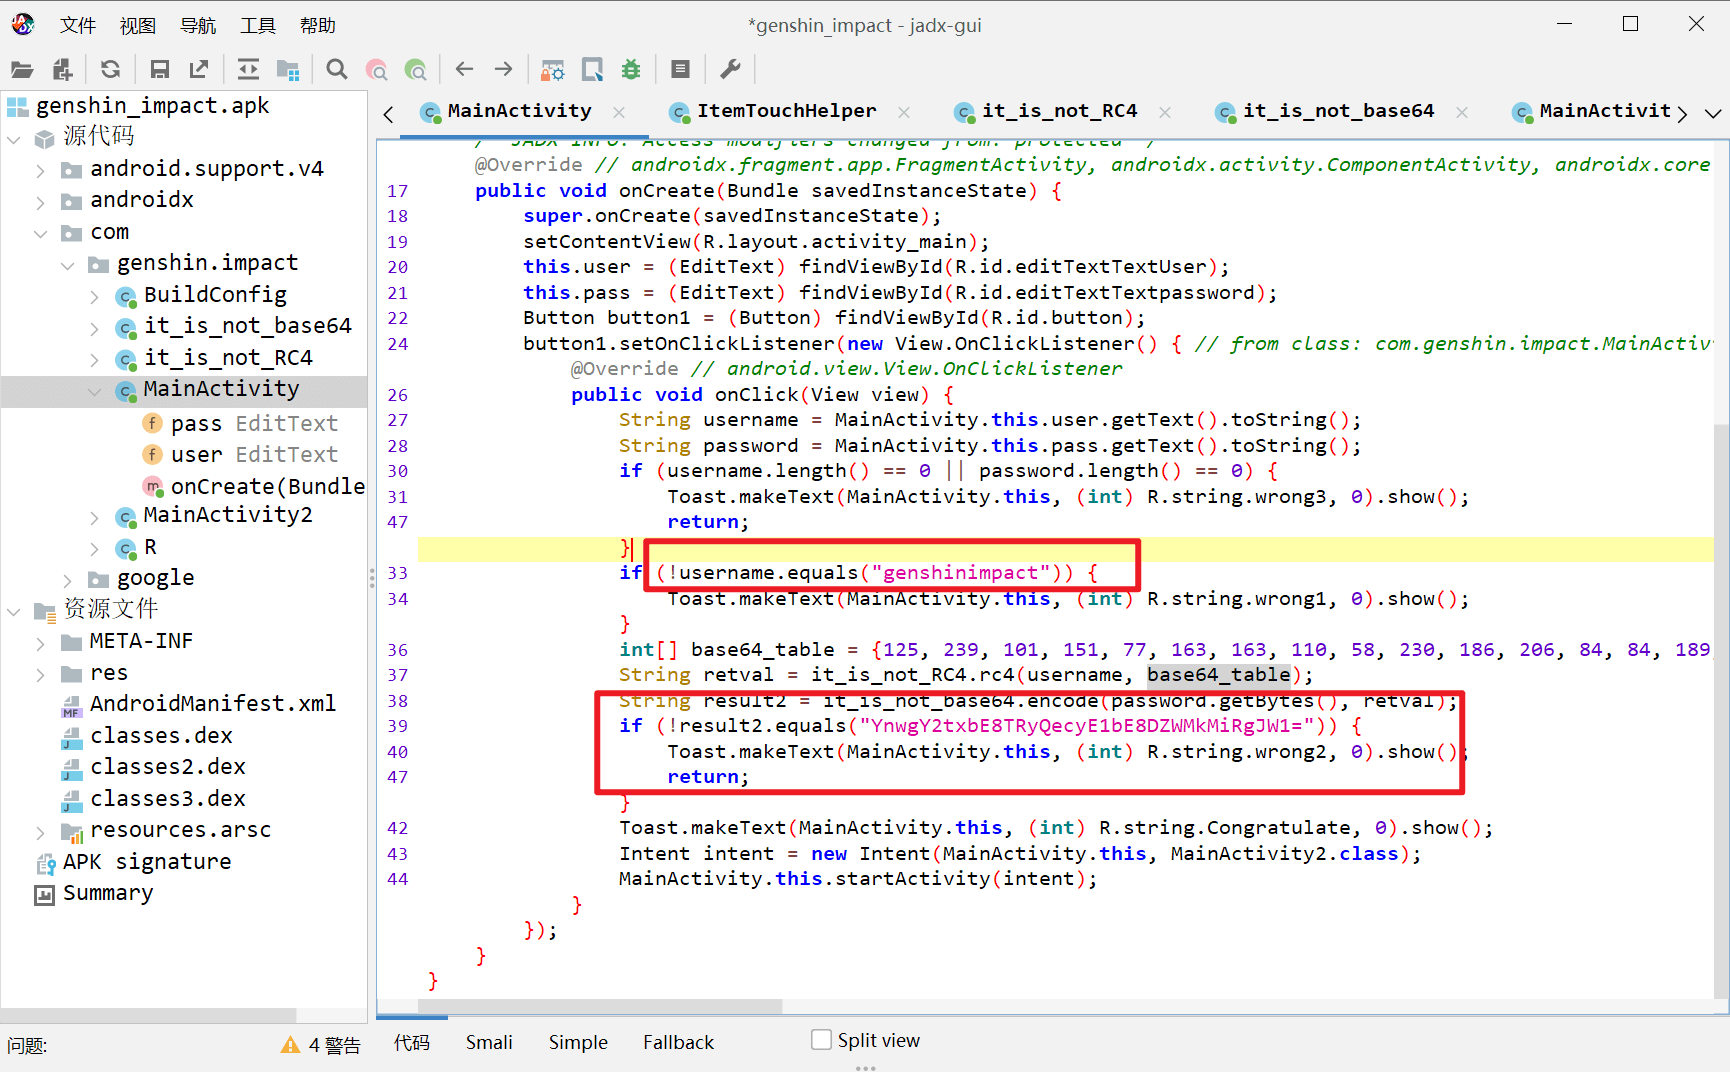 文件 视图 导航 工具 帮助
*genshin_impact - jadx-gui
genshin_impact.apk
源代码
android.support.v4
androidx
com
genshin.impact
BuildConfig
it_is_not_base64
it_is_not_RC4
MainActivity
pass EditText
user EditText
onCreate(Bundle
MainActivity2
R
google
资源文件
META-INF
res
AndroidManifest.xml
classes.dex
classes2.dex
classes3.dex
resources.arsc
APK signature
Summary
问题:
4 警告
MainActivity ItemTouchHelper it_is_not_RC4 it_is_not_base64 MainActivit
/* JADX INFO: Access modifiers changed from: protected */
@Override // androidx.fragment.app.FragmentActivity, androidx.activity.ComponentActivity, androidx.core
17 public void onCreate(Bundle savedInstanceState) {
18 super.onCreate(savedInstanceState);
19 setContentView(R.layout.activity_main);
20 this.user = (EditText) findViewById(R.id.editTextTextUser);
21 this.pass = (EditText) findViewById(R.id.editTextTextpassword);
22 Button button1 = (Button) findViewById(R.id.button);
24 button1.setOnClickListener(new View.OnClickListener() { // from class: com.genshin.impact.MainActiv
@Override // android.view.View.OnClickListener
26 public void onClick(View view) {
27 String username = MainActivity.this.user.getText().toString();
28 String password = MainActivity.this.pass.getText().toString();
30 if (username.length() == 0 || password.length() == 0) {
31 Toast.makeText(MainActivity.this, (int) R.string.wrong3, 0).show();
47 return;
}
33 if (!username.equals("genshinimpact")) {
34 Toast.makeText(MainActivity.this, (int) R.string.wrong1, 0).show();
}
36 int[] base64_table = {125, 239, 101, 151, 77, 163, 163, 110, 58, 230, 186, 206, 84, 84, 189,
37 String retval = it_is_not_RC4.rc4(username, base64_table);
38 String result2 = it_is_not_base64.encode(password.getBytes(), retval);
39 if (!result2.equals("YnwgY2txbE8TRyQecyE1bE8DZWMkMiRgJW1=")) {
40 Toast.makeText(MainActivity.this, (int) R.string.wrong2, 0).show();
47 return;
}
42 Toast.makeText(MainActivity.this, (int) R.string.Congratulate, 0).show();
43 Intent intent = new Intent(MainActivity.this, MainActivity2.class);
44 MainActivity.this.startActivity(intent);
}
});
}
}
代码 Smali Simple Fallback Split view